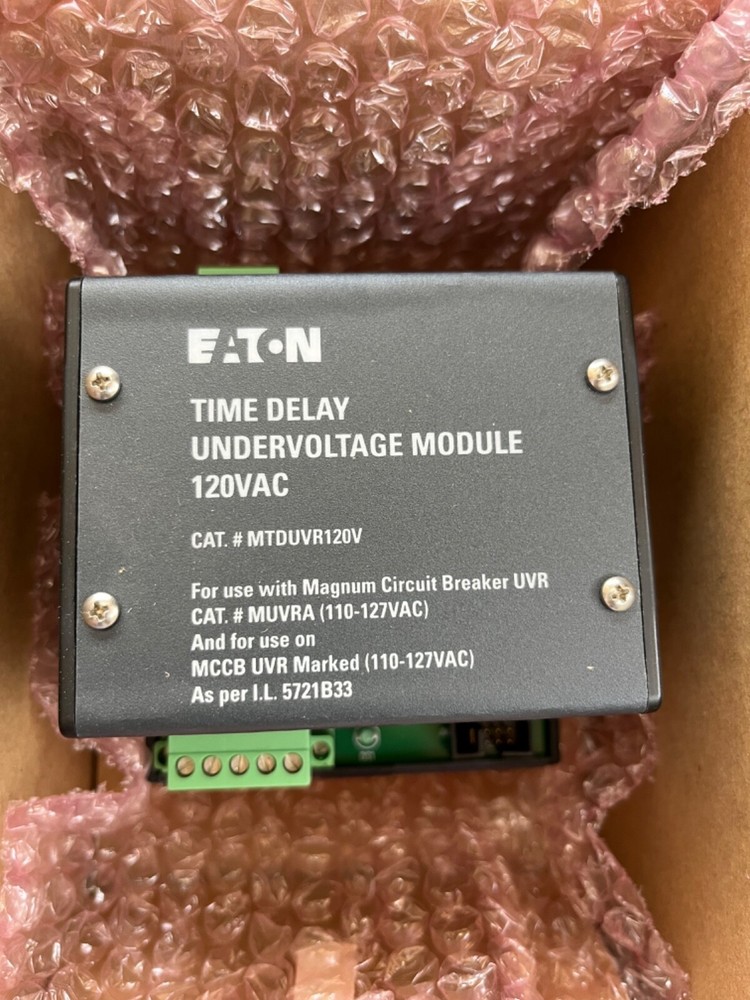 EATON
TIME DELAY
UNDERVOLTAGE MODULE
120VAC
CAT. # MTDUVR120V
For use with Magnum Circuit Breaker UVR
CAT. # MUVRA (110-127VAC)
And for use on
MCCB UVR Marked (110-127VAC)
As per I.L. 5721B33